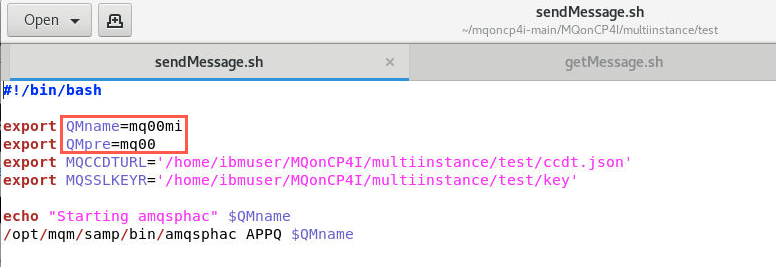 Open
sendMessage.sh
~/mqoncp4i-main/MQonCP4I/multiinstance/test
sendMessage.sh × getMessage.sh
#!/bin/bash
export QMname=mq00mi
export QMpre=mq00
export MQCCDTURL='/home/ibmuser/MQonCP4I/multiinstance/test/ccdt.json'
export MQSSLKEYR='/home/ibmuser/MQonCP4I/multiinstance/test/key'
echo "Starting amqsphac" $QMname
/opt/mqm/samp/bin/amqsphac APPQ $QMname